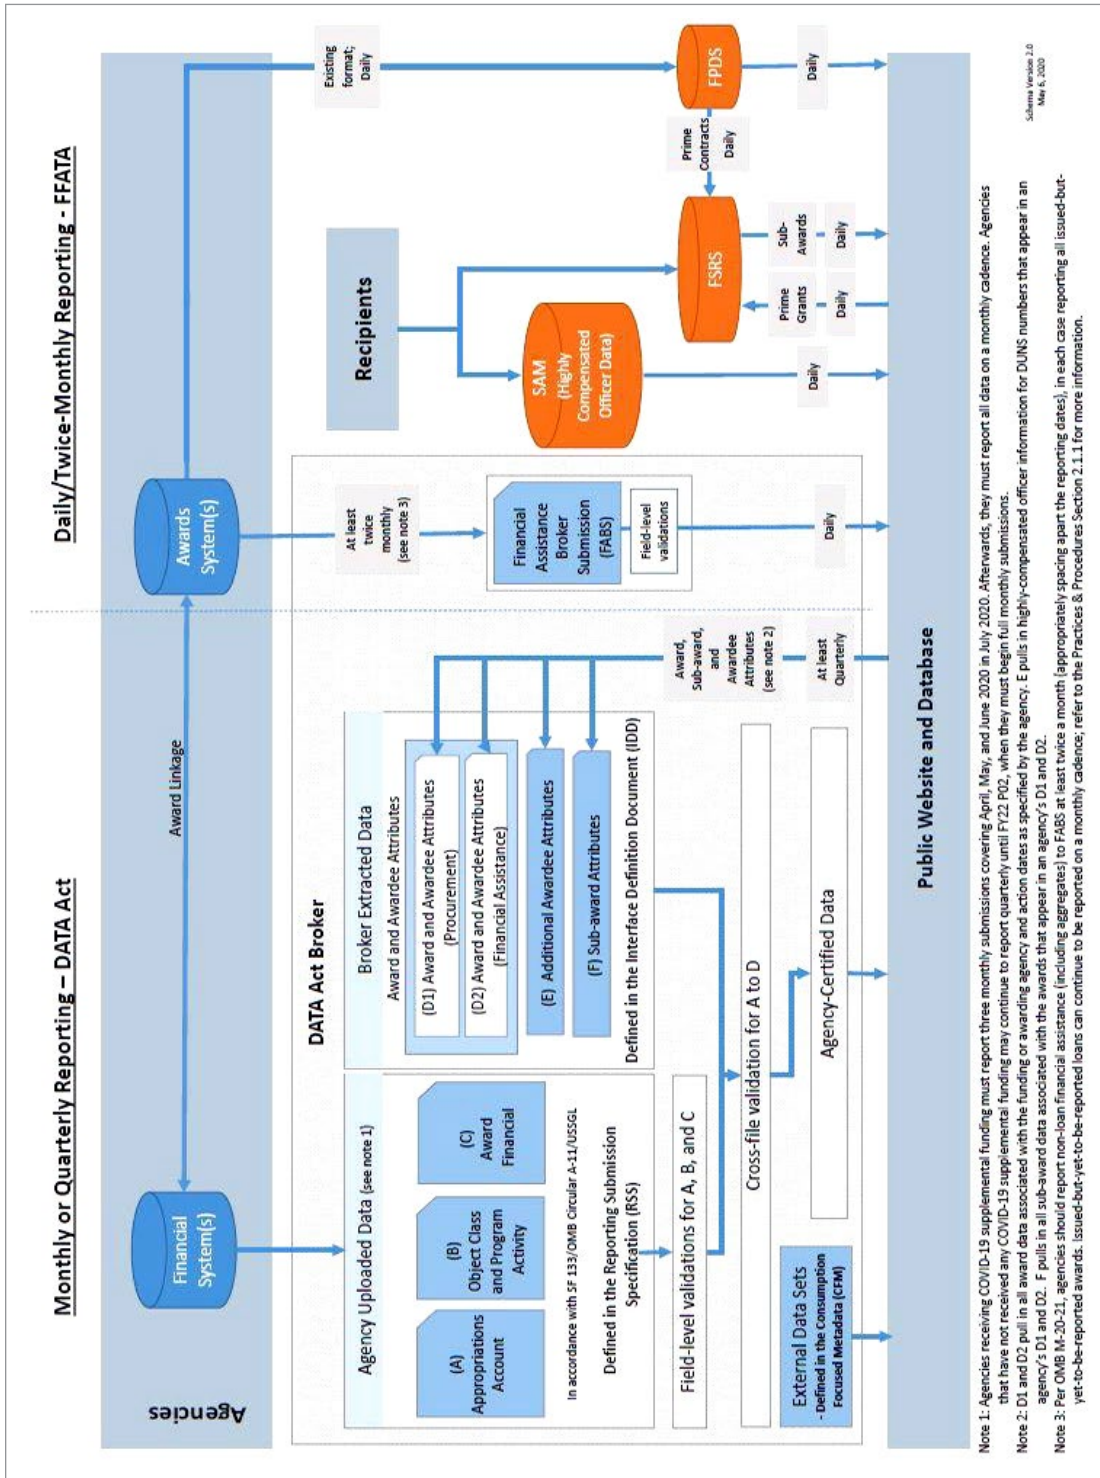 Monthly or Quarterly Reporting – DATA Act
Daily/Twice-Monthly Reporting - FFATA
Agencies
Financial
System(s)
Award Linkage
Awards
System(s)
Existing
format;
Daily
DATA Act Broker
Agency Uploaded Data (see note 1)
(A)
Appropriations
Account
(B)
Object Class
and Program
Activity
(C)
Award
Financial
In accordance with SF 133/OMB Circular A-11/USSGL
Defined in the Reporting Submission
Specification (RSS)
Broker Extracted Data
Award and Awardee Attributes
(D1) Award and Awardee Attributes
(Procurement)
(D2) Award and Awardee Attributes
(Financial Assistance)
(E) Additional Awardee Attributes
(F) Sub-award Attributes
Defined in the Interface Definition Document (IDD)
Field-level validations for A, B, and C
Cross-file validation for A to D
Agency-Certified Data
External Data Sets
- Defined in the Consumption
Focused Metadata (CFM)
Award,
Sub-award,
and
Awardee
Attributes
(see note 2)
At least
Quarterly
At least
twice
monthly
(see note 3)
Financial
Assistance
Broker
Submission
(FABS)
Field-level
validations
Daily
Recipients
SAM
(Highly
Compensated
Officer Data)
Daily
FSRS
Prime
Grants
Daily
Sub-
Awards
Daily
Prime
Contracts
Daily
FPDS
Daily
Public Website and Database
Schema Version 2.0
May 6, 2020
Note 1: Agencies receiving COVID-19 supplemental funding must report three monthly submissions covering April, May, and June 2020 in July 2020. Afterwards, they must report all data on a monthly cadence. Agencies
that have not received any COVID-19 supplemental funding may continue to report quarterly until FY22 P02, when they must begin full monthly submissions.
Note 2: D1 and D2 pull in all award data associated with the funding or awarding agency and action dates as specified by the agency. E pulls in highly-compensated officer information for DUNS numbers that appear in an
agency's D1 and D2. F pulls in all sub-award data associated with the awards that appear in an agency's D1 and D2.
Note 3: Per OMB M-20-21, agencies should report non-loan financial assistance (including aggregates) to FABS at least twice a month (appropriately spacing apart the reporting dates), in each case reporting all issued-but-
yet-to-be-reported awards. Issued-but-yet-to-be-reported loans can continue to be reported on a monthly cadence; refer to the Practices & Procedures Section 2.1.1 for more information.